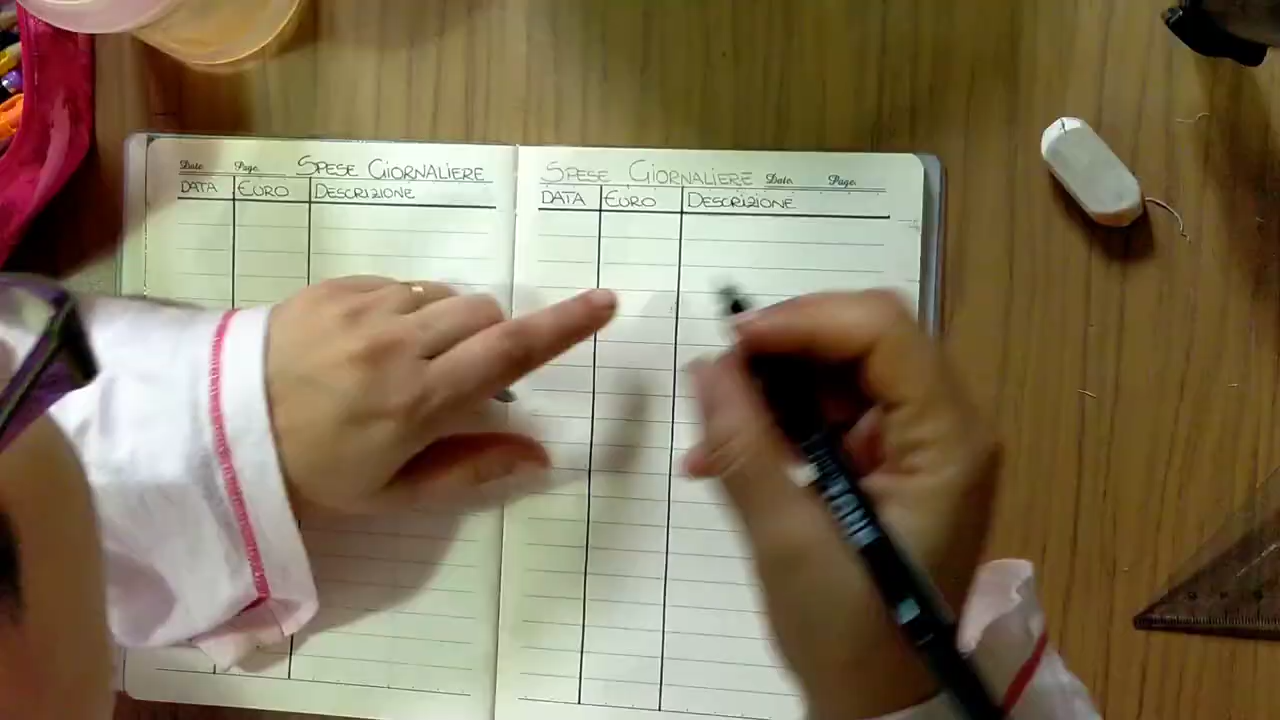 Date. Page. SPESE GIORNALIERE
DATA EURO DESCRIZIONE
SPESE GIORNALIERE Date. Page.
DATA EURO DESCRIZIONE